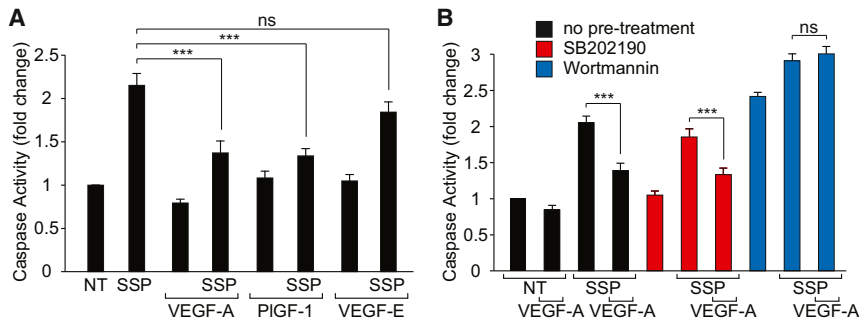 A
ns
***
***
Caspase Activity (fold change)
2.5
2
1.5
1
0.5
0
NT SSP SSP SSP SSP
VEGF-A PlGF-1 VEGF-E
B
no pre-treatment
SB202190
Wortmannin
ns
***
***
Caspase Activity (fold change)
3
2.5
2
1.5
1
0.5
0
NT SSP SSP SSP
VEGF-A VEGF-A VEGF-A VEGF-A